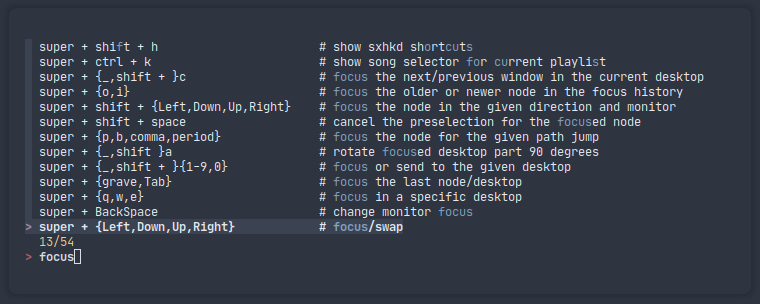 super + shift + h # show sxhkd shortcuts
super + ctrl + k # show song selector for current playlist
super + {_,shift + }c # focus the next/previous window in the current desktop
super + {o,i} # focus the older or newer node in the focus history
super + shift + {Left,Down,Up,Right} # focus the node in the given direction and monitor
super + shift + space # cancel the preselection for the focused node
super + {p,b,comma,period} # focus the node for the given path jump
super + {_,shift }a # rotate focused desktop part 90 degrees
super + {_,shift + }{1-9,0} # focus or send to the given desktop
super + {grave,Tab} # focus the last node/desktop
super + {q,w,e} # focus in a specific desktop
super + BackSpace # change monitor focus
> super + {Left,Down,Up,Right} # focus/swap
13/54
> focus